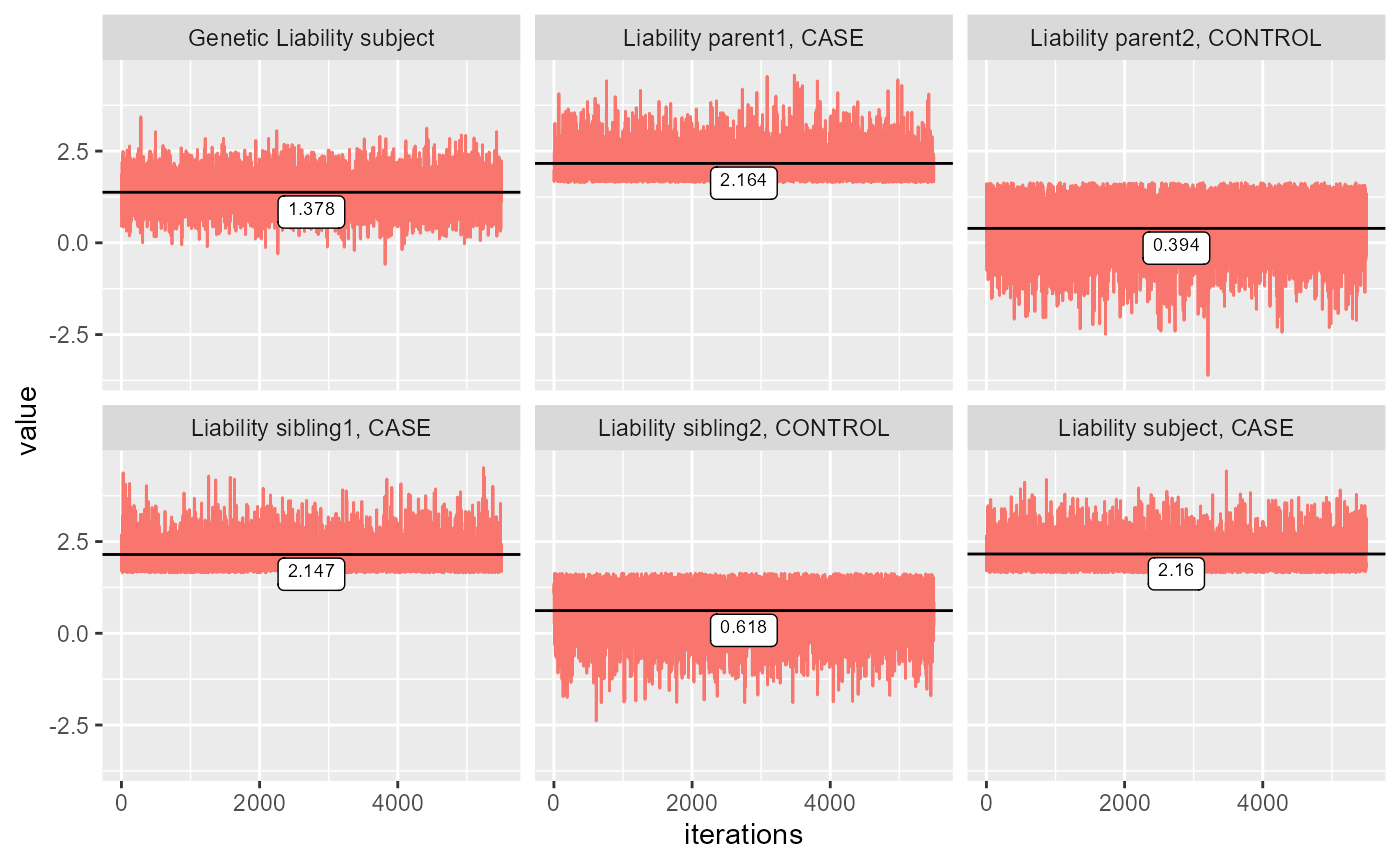 Genetic Liability subject
Liability parent1, CASE
Liability parent2, CONTROL
2.5
0.0
-2.5
1.378
2.164
0.394
value
Liability sibling1, CASE
Liability sibling2, CONTROL
Liability subject, CASE
2.5
0.0
-2.5
2.147
0.618
2.16
0 2000 4000
0 2000 4000
0 2000 4000
iterations